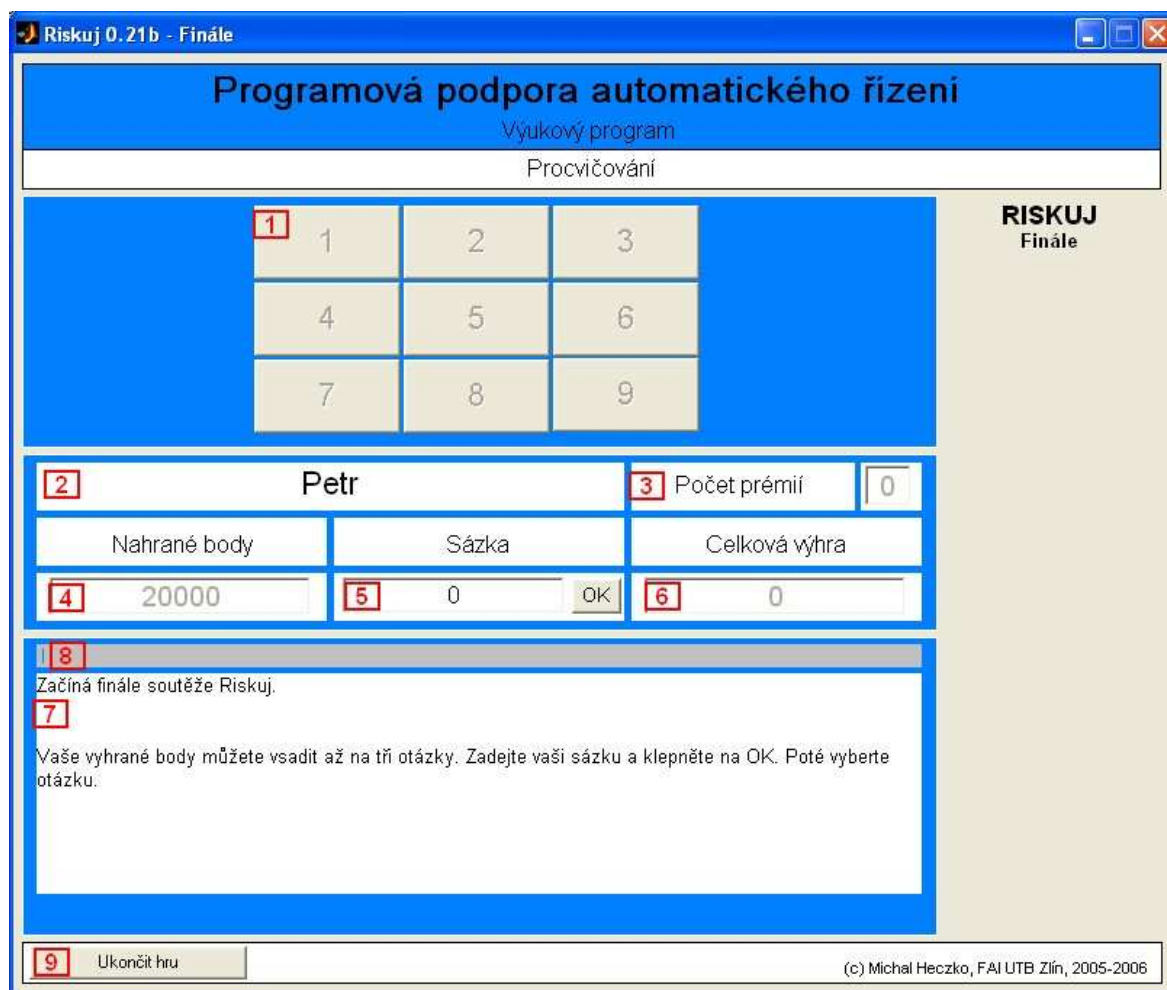 Riskuj 0.21b - Finále
Programová podpora automatického řízení
Výukový program
Procvičování
RISKUJ
Finále
1 1 2 3
4 5 6
7 8 9
2 Petr 3 Počet prémií 0
Nahrané body Sázka Celková výhra
4 20000 5 0 OK 6 0
8
Začíná finále soutěže Riskuj.
7
Vaše vyhrané body můžete vsadit až na tři otázky. Zadejte vaši sázku a klepněte na OK. Poté vyberte
otázku.
9 Ukončit hru
(c) Michal Heczko, FAI UTB Zlín, 2005-2006